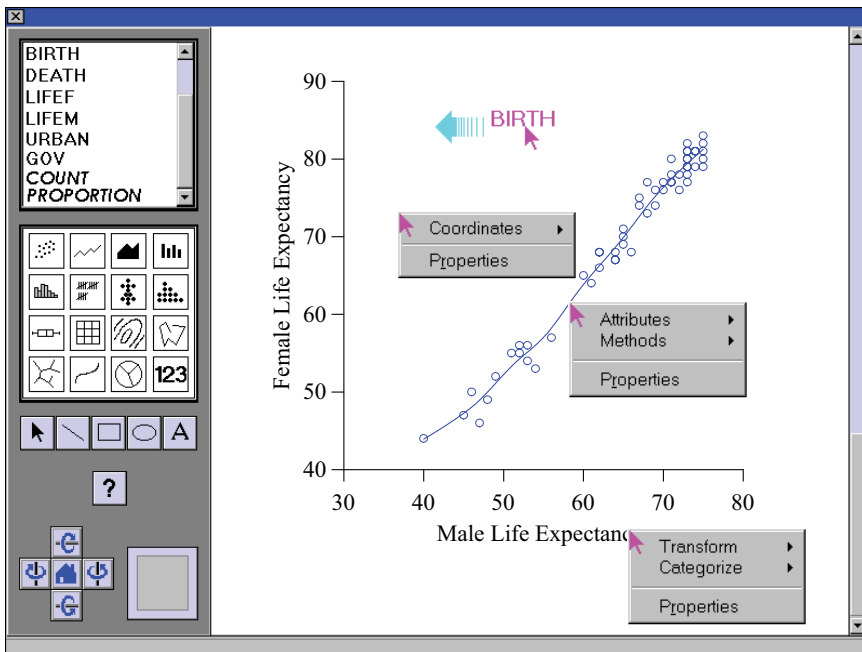 BIRTH
DEATH
LIFEF
LIFEM
URBAN
GOV
COUNT
PROPORTION
123
A
?
BIRTH
Coordinates
Properties
Attributes
Methods
Properties
Transform
Categorize
Properties
Female Life Expectancy
90
80
70
60
50
40
30 40 50 60 70 80
Male Life Expectanc